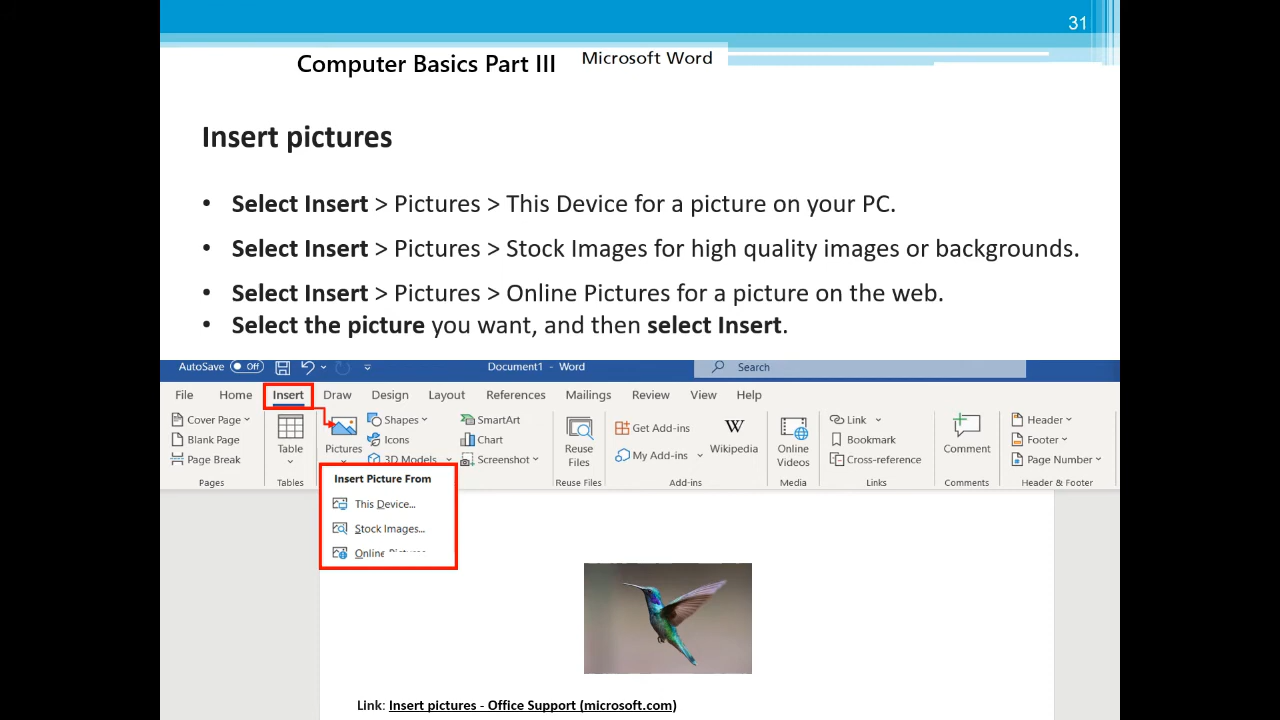 31
Computer Basics Part III Microsoft Word
Insert pictures
• Select Insert > Pictures > This Device for a picture on your PC.
• Select Insert > Pictures > Stock Images for high quality images or backgrounds.
• Select Insert > Pictures > Online Pictures for a picture on the web.
• Select the picture you want, and then select Insert.
AutoSave Off Document1 - Word Search
File Home Insert Draw Design Layout References Mailings Review View Help
Cover Page Shapes SmartArt Link Header
Blank Page Icons Chart Get Add-ins Bookmark Footer
Table Pictures Reuse Files Wikipedia Online Videos Comment
Page Break 3D Models Screenshot My Add-ins Cross-reference Page Number
Pages Tables Reuse Files Add-ins Media Links Comments Header & Footer
Insert Picture From
This Device...
Stock Images...
Online
Link: Insert pictures - Office Support (microsoft.com)